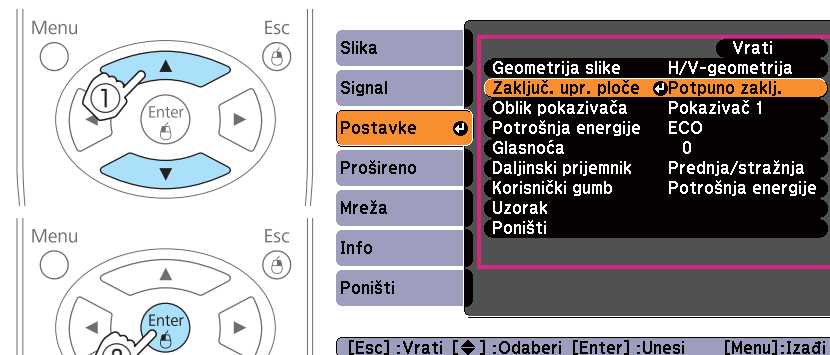 Menu
Esc
Enter
1
Menu
Esc
Enter
2
Slika
Signal
Postavke
Prošireno
Mreža
Info
Poništi
Vrati
Geometrija slike H/V-geometrija
Zaključ. upr. ploče Potpuno zaklj.
Oblik pokazivača Pokazivač 1
Potrošnja energije ECO
Glasnoća 0
Daljinski prijemnik Prednja/stražnja
Korisnički gumb Potrošnja energije
Uzorak
Poništi
[Esc] :Vrati [◆] :Odaberi [Enter] :Unesi [Menu]:Izađi